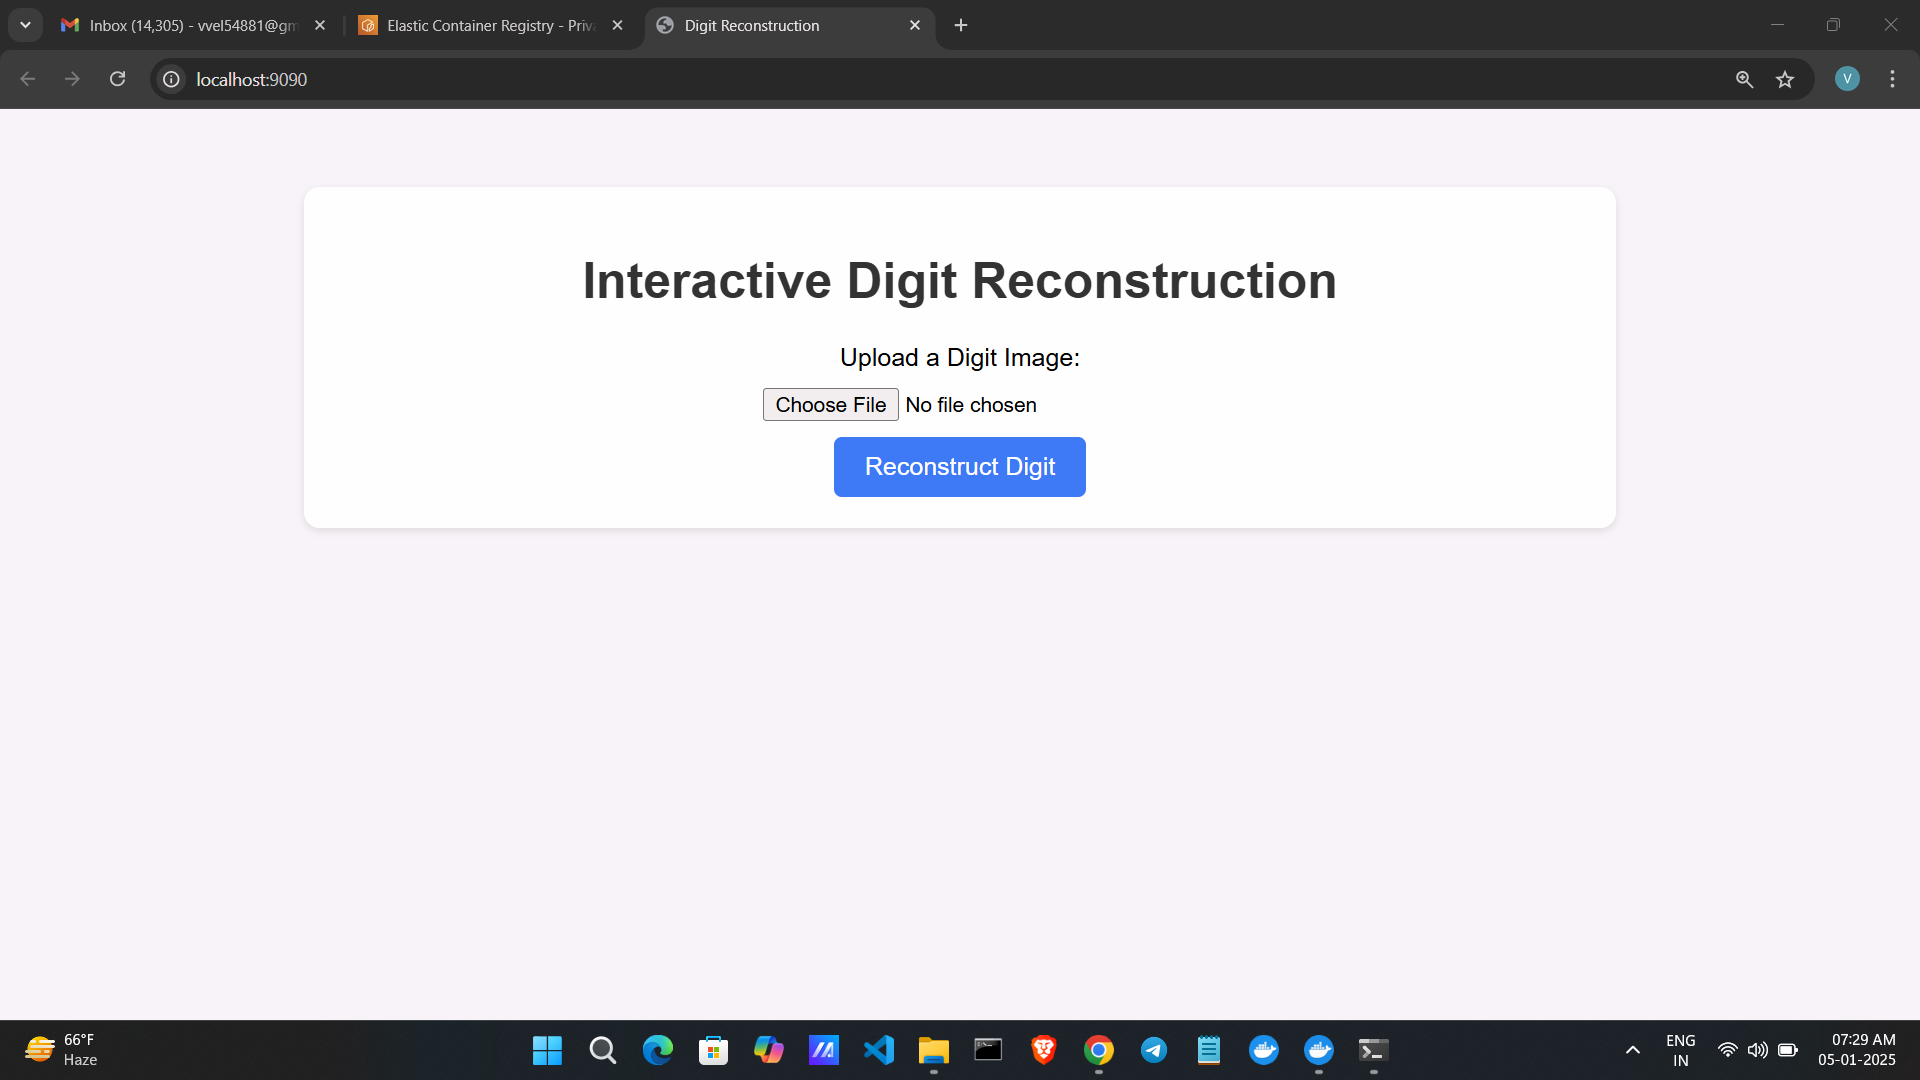 Inbox (14,305) - vvel54881@gm
Elastic Container Registry - Priva
Digit Reconstruction
localhost:9090
V
Interactive Digit Reconstruction
Upload a Digit Image:
Choose File No file chosen
Reconstruct Digit
66°F
Haze
ENG
IN
07:29 AM
05-01-2025